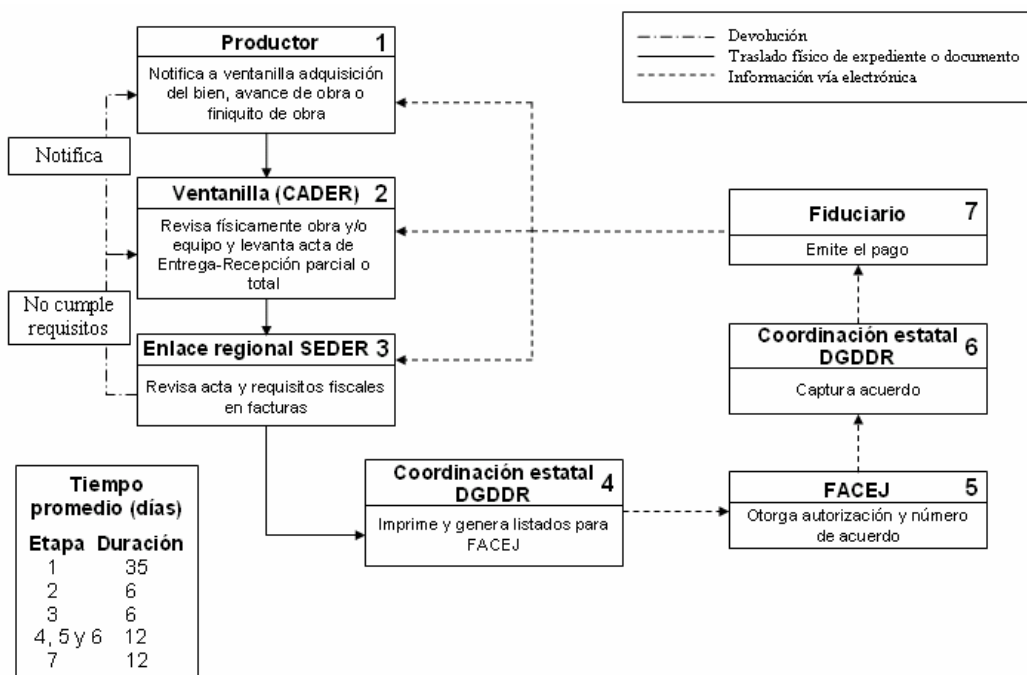 Productor 1
Notifica a ventanilla adquisición
del bien, avance de obra o
finiquito de obra
Devolución
Traslado físico de expediente o documento
Información vía electrónica
Notifica
Ventanilla (CADER) 2
Revisa físicamente obra y/o
equipo y levanta acta de
Entrega-Recepción parcial o
total
Fiduciario 7
Emite el pago
No cumple
requisitos
Enlace regional SEDER 3
Revisa acta y requisitos fiscales
en facturas
Coordinación estatal
DGDDR 6
Captura acuerdo
Coordinación estatal
DGDDR 4
Imprime y genera listados para
FACEJ
FACEJ 5
Otorga autorización y número
de acuerdo
Tiempo
promedio (días)
Etapa Duración
1 35
2 6
3 6
4, 5 y 6 12
7 12